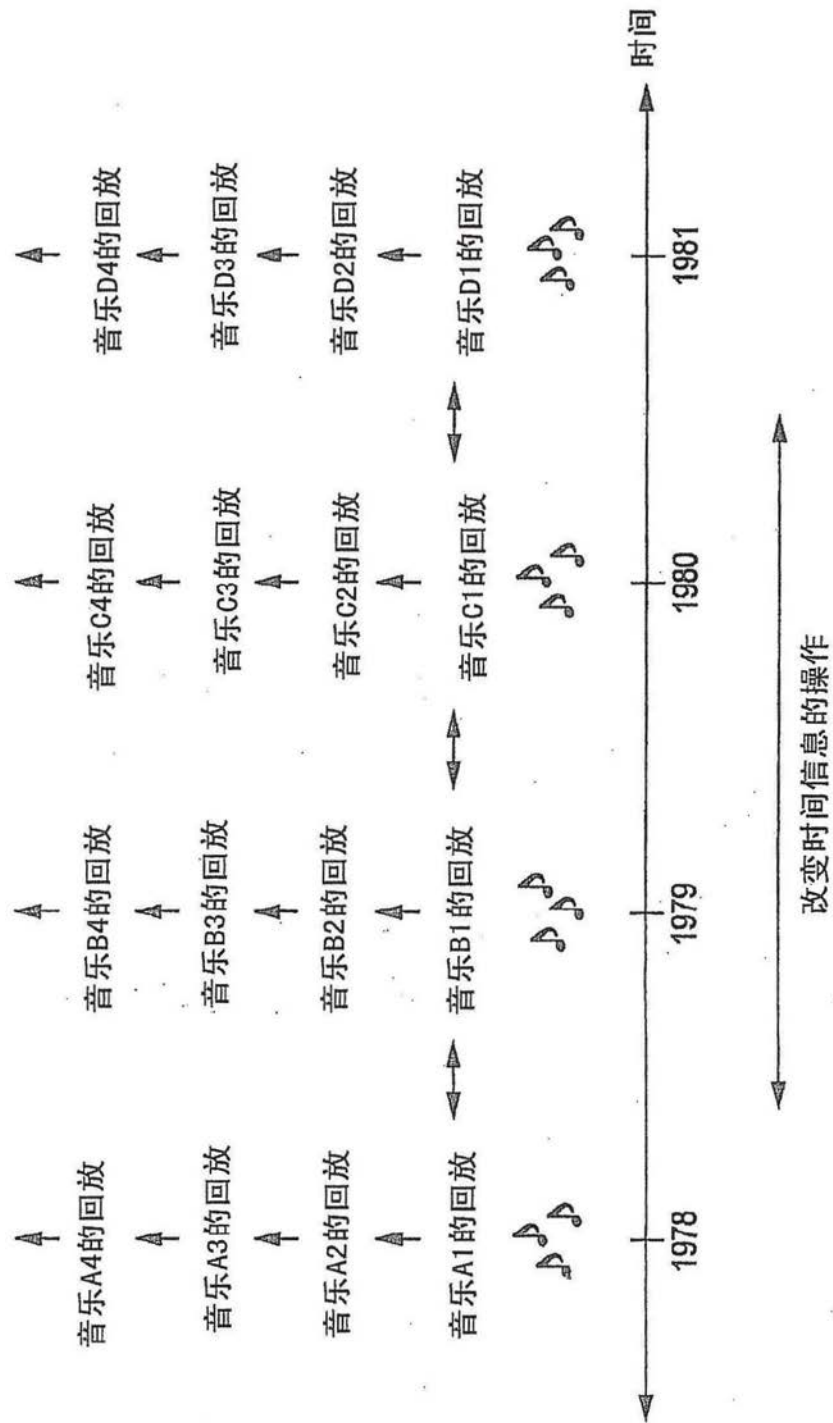 音乐A4的回放 音乐B4的回放 音乐C4的回放 音乐D4的回放
音乐A3的回放 音乐B3的回放 音乐C3的回放 音乐D3的回放
音乐A2的回放 音乐B2的回放 音乐C2的回放 音乐D2的回放
音乐A1的回放 音乐B1的回放 音乐C1的回放 音乐D1的回放
时间
1978 1979 1980 1981
改变时间信息的操作